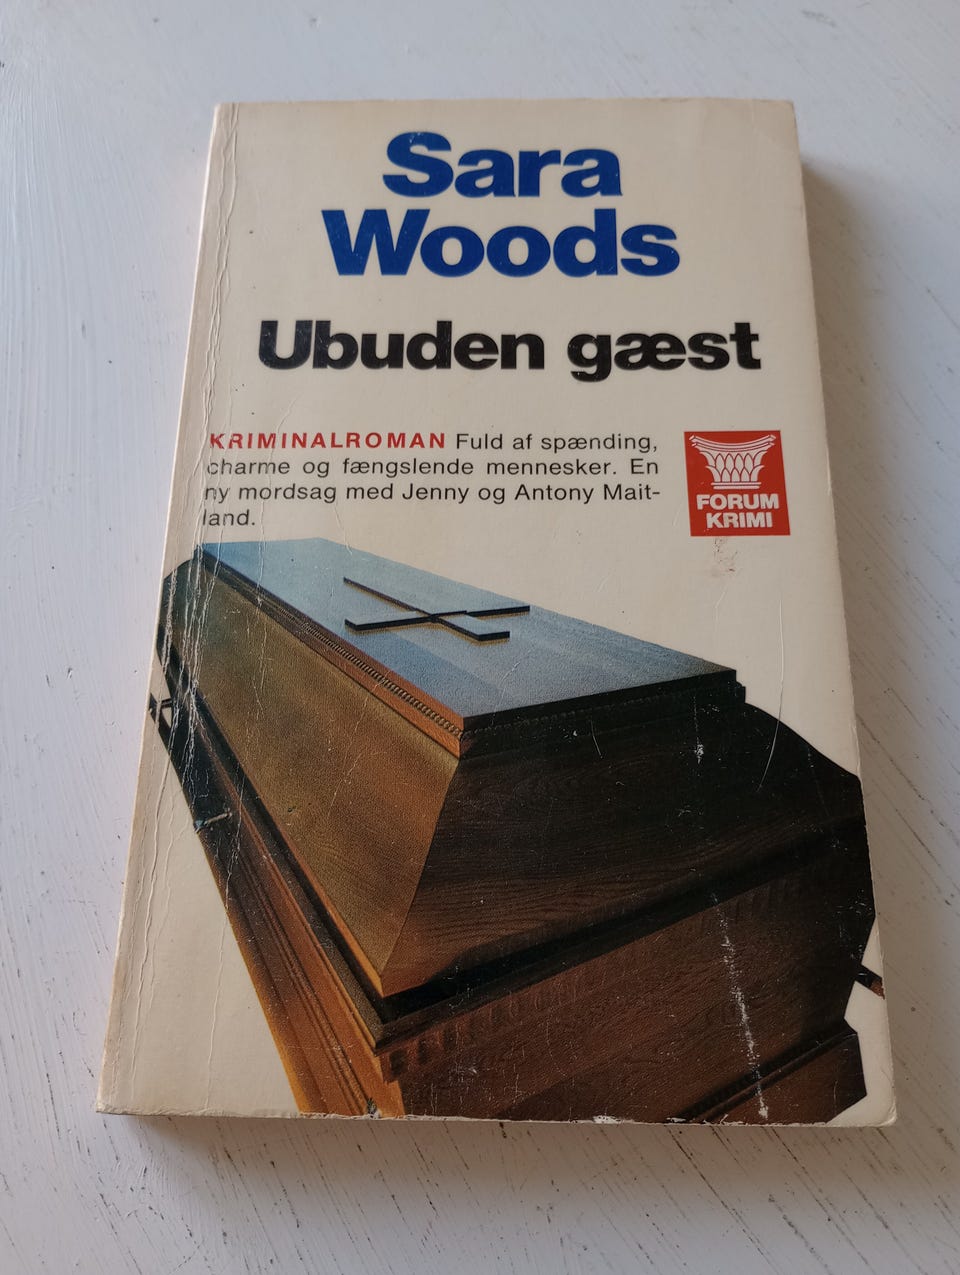 Sara
Woods
Ubuden gæst
KRIMINALROMAN Fuld af spænding,
charme og fængslende mennesker. En
ny mordsag med Jenny og Antony Mait-
land.
FORUM
KRIMI